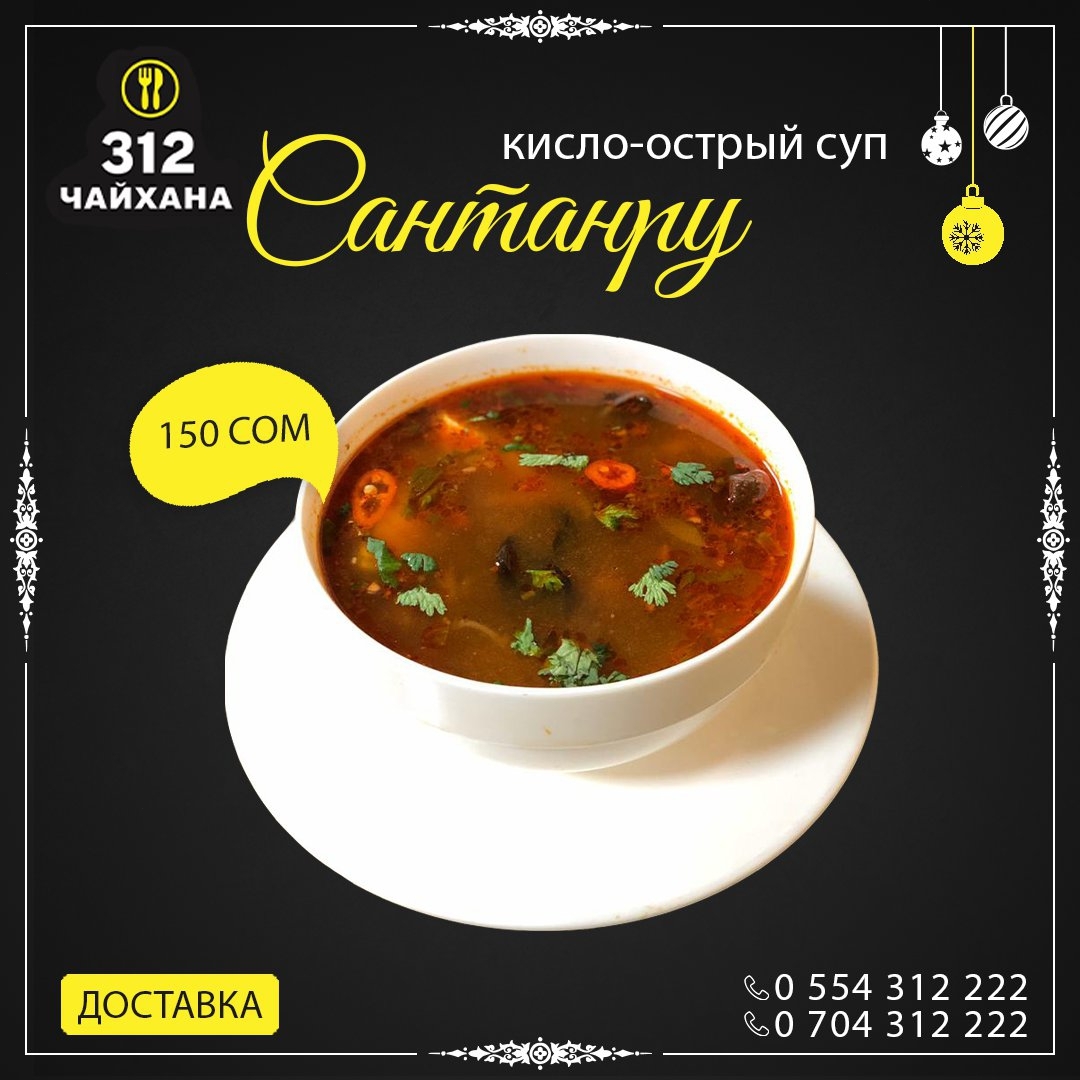 312
ЧАЙХАНА
кисло-острый суп
Сантанру
150 СОМ
ДОСТАВКА
0 554 312 222
0 704 312 222